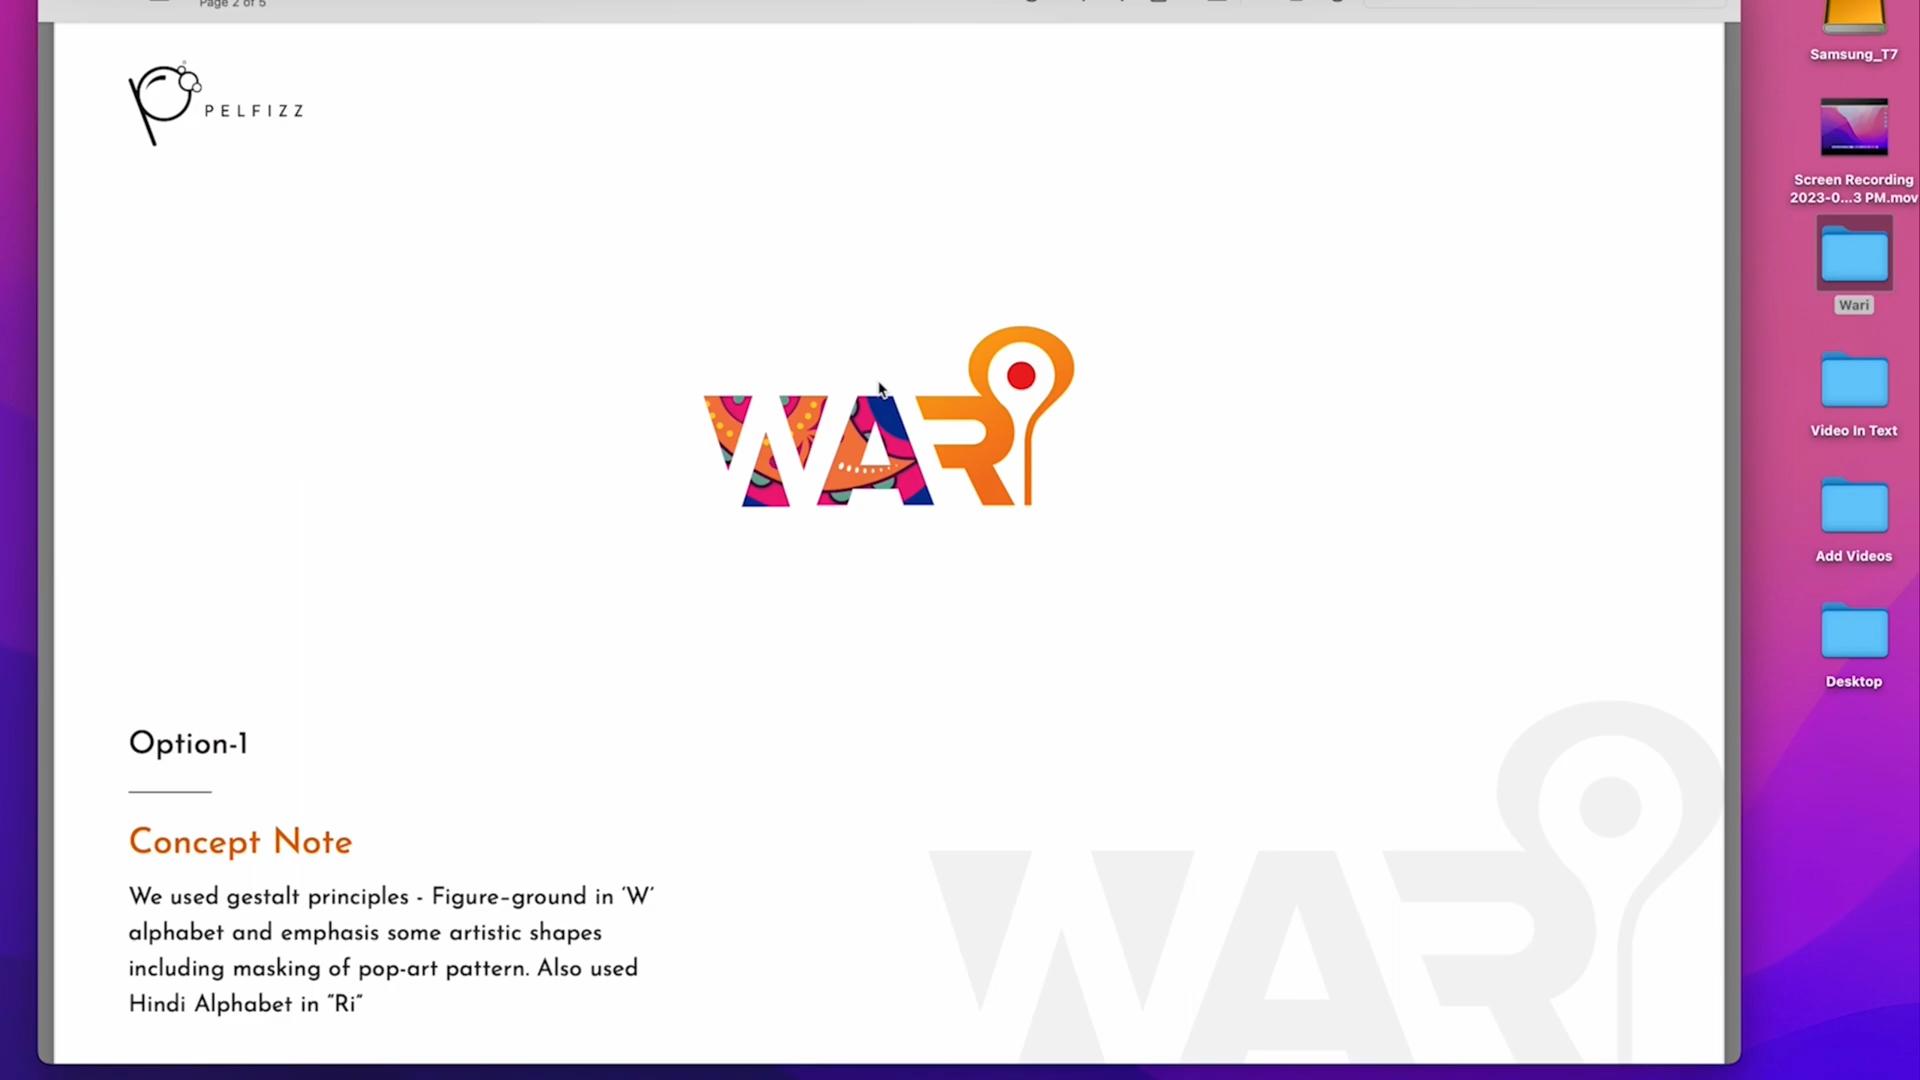 Page 2 of 5
PELFIZZ
Samsung_T7
Screen Recording
2023-0...3 PM.mov
Wari
Video In Text
Add Videos
Desktop
WARI
Option-1
Concept Note
We used gestalt principles - Figure-ground in ‘W’
alphabet and emphasis some artistic shapes
including masking of pop-art pattern. Also used
Hindi Alphabet in ”Ri”
WARI